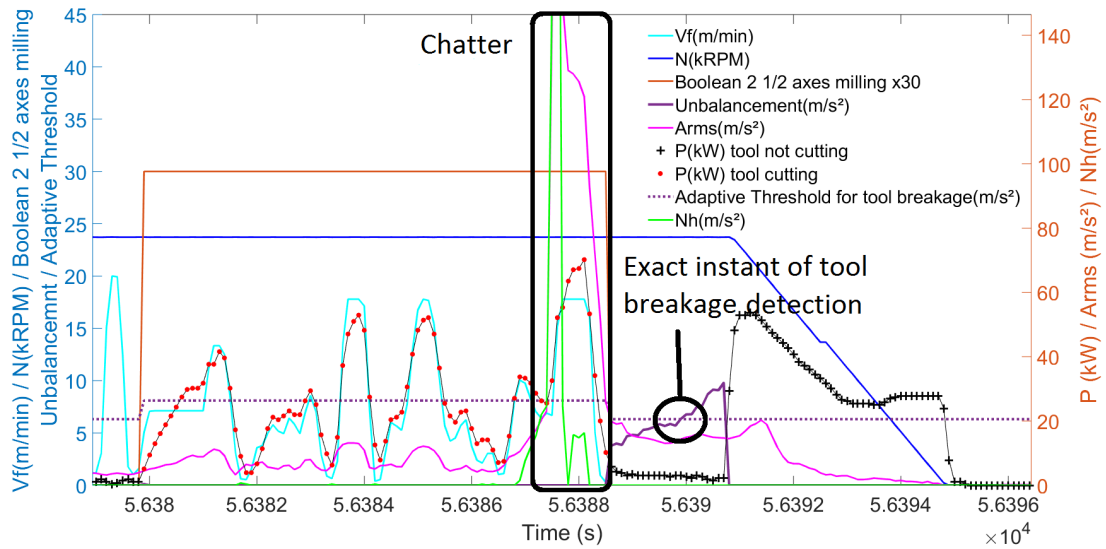 Vf(m/min) / N(kRPM) / Boolean 2 1/2 axes milling
Unbalancemnt / Adaptive Threshold
45
40
35
30
25
20
15
10
5
0
Chatter
Vf(m/min)
N(kRPM)
Boolean 2 1/2 axes milling x30
Unbalancement(m/s²)
Arms(m/s²)
P(kW) tool not cutting
P(kW) tool cutting
Adaptive Threshold for tool breakage(m/s²)
Nh(m/s²)
Exact instant of tool
breakage detection
140
120
100
80
60
40
20
0
P (kW) / Arms (m/s²) / Nh(m/s²)
5.638 5.6382 5.6384 5.6386 5.6388 5.639 5.6392 5.6394 5.6396
Time (s)
×10⁴